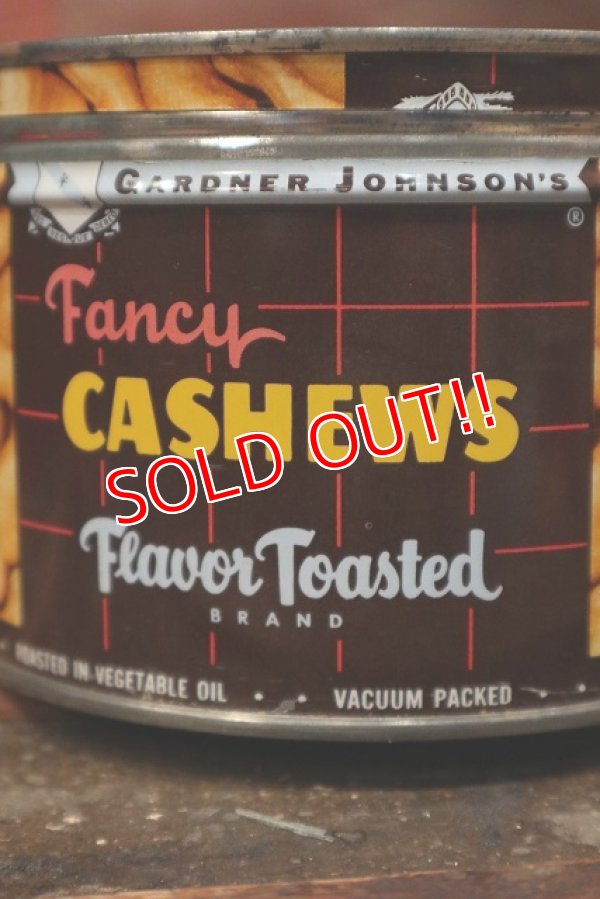 GARDNER JOHNSON'S
®
Fancy
CASHEWS
SOLD OUT!!
Flavor Toasted
BRAND
ROASTED IN VEGETABLE OIL • • VACUUM PACKED